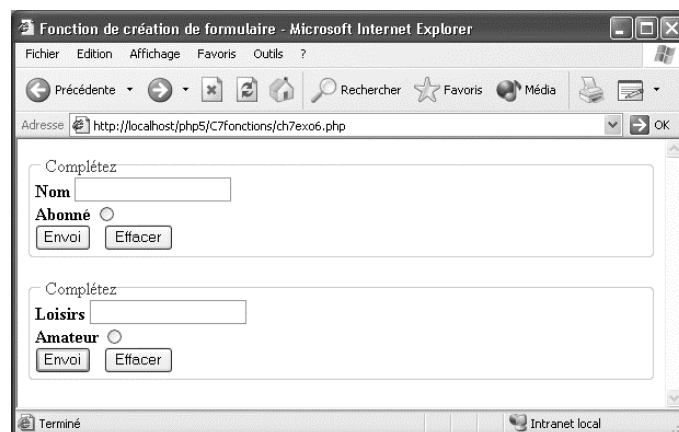 Fonction de création de formulaire - Microsoft Internet Explorer
Fichier Edition Affichage Favoris Outils ?
Précédente Rechercher Favoris Média
Adresse http://localhost/php5/C7fonctions/ch7exo6.php OK
Complétez
Nom
Abonné
Envoi Effacer
Complétez
Loisirs
Amateur
Envoi Effacer
Terminé Intranet local